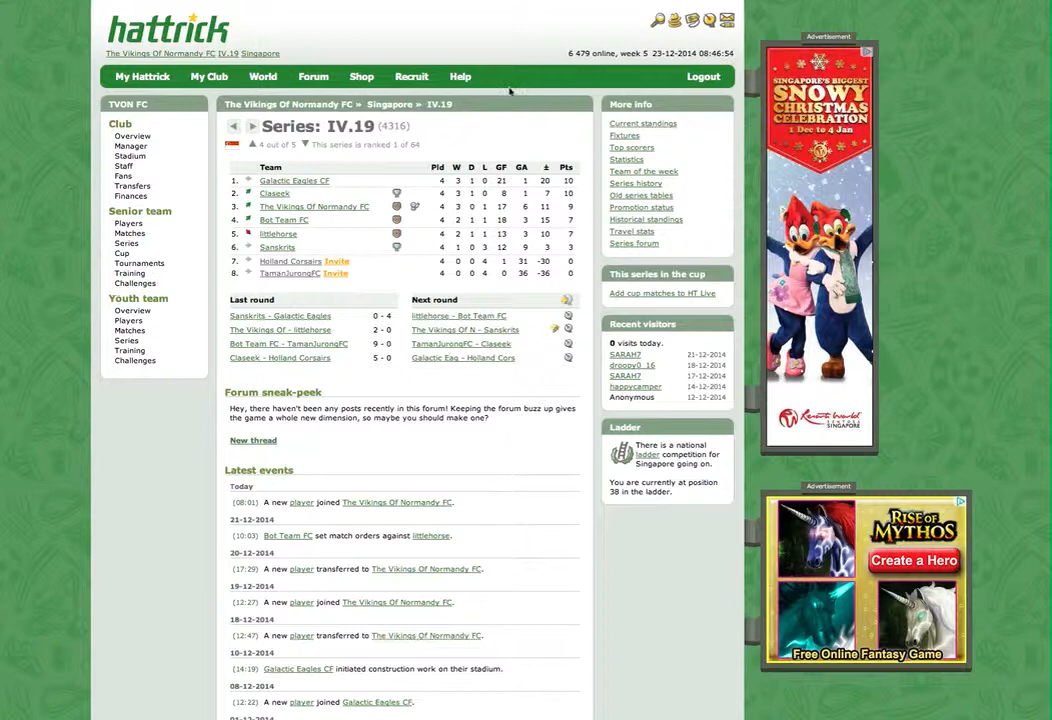 hattrick
The Vikings Of Normandy FC IV.19 Singapore
6 479 online, week 5 23-12-2014 08:46:54
My Hattrick My Club World Forum Shop Recruit Help Logout
TVON FC
Club
Overview
Manager
Stadium
Staff
Fans
Transfers
Finances
Senior team
Players
Matches
Series
Cup
Tournaments
Training
Challenges
Youth team
Overview
Players
Matches
Series
Training
Challenges
The Vikings Of Normandy FC » Singapore » IV.19
Series: IV.19 (4316)
4 out of 5 This series is ranked 1 of 64
Team Pld W D L GF GA ± Pts
1. Galactic Eagles CF 4 3 1 0 21 1 20 10
2. Claseek 4 3 1 0 8 1 7 10
3. The Vikings Of Normandy FC 4 3 0 1 17 6 11 9
4. Bot Team FC 4 2 1 1 18 3 15 7
5. littlehorse 4 2 1 1 13 3 10 7
6. Sanskrits 4 1 0 3 12 9 3 3
7. Holland Corsairs Invite 4 0 0 4 1 31 -30 0
8. TamanJurongFC Invite 4 0 0 4 0 36 -36 0
Last round
Sanskrits - Galactic Eagles 0 - 4
The Vikings Of - littlehorse 2 - 0
Bot Team FC - TamanJurongFC 9 - 0
Claseek - Holland Corsairs 5 - 0
Next round
littlehorse - Bot Team FC
The Vikings Of N - Sanskrits
TamanJurongFC - Claseek
Galactic Eag - Holland Cors
Forum sneak-peek
Hey, there haven't been any posts recently in this forum! Keeping the forum buzz up gives
the game a whole new dimension, so maybe you should make one?
New thread
Latest events
Today
(08:01) A new player joined The Vikings Of Normandy FC.
21-12-2014
(10:03) Bot Team FC set match orders against littlehorse.
20-12-2014
(17:29) A new player transferred to The Vikings Of Normandy FC.
19-12-2014
(12:27) A new player joined The Vikings Of Normandy FC.
18-12-2014
(12:47) A new player transferred to The Vikings Of Normandy FC.
10-12-2014
(14:19) Galactic Eagles CF initiated construction work on their stadium.
08-12-2014
(12:22) A new player joined Galactic Eagles CF.
01-12-2014
More info
Current standings
Fixtures
Top scorers
Statistics
Team of the week
Series history
Old series tables
Promotion status
Historical standings
Travel stats
Series forum
This series in the cup
Add cup matches to HT Live
Recent visitors
0 visits today.
SARAH7 21-12-2014
droopy0_16 18-12-2014
SARAH7 17-12-2014
happycamper 14-12-2014
Anonymous 12-12-2014
Ladder
There is a national
ladder competition for
Singapore going on.
You are currently at position
38 in the ladder.
Advertisement
SINGAPORE'S BIGGEST
SNOWY
CHRISTMAS
CELEBRATION
1 Dec to 4 Jan
Resorts World
SENTOSA
SINGAPORE
Advertisement
RISE OF
MYTHOS
Create a Hero
Free Online Fantasy Game